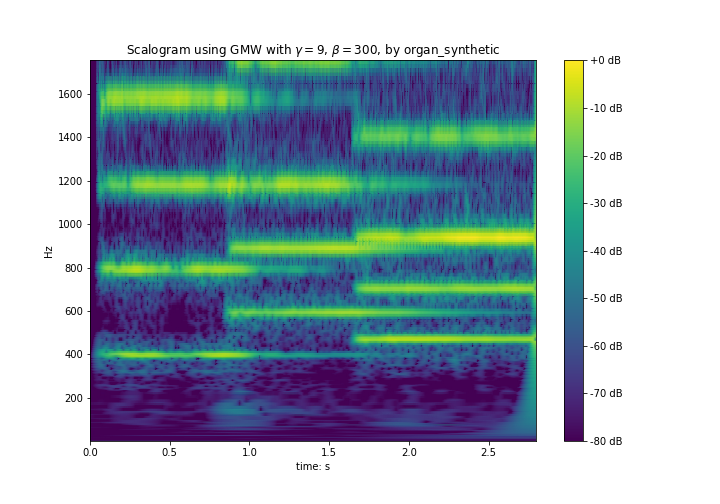 Scalogram using GMW with γ = 9, β = 300, by organ_synthetic
Hz
1600
1400
1200
1000
800
600
400
200
0.0 0.5 1.0 1.5 2.0 2.5
time: s
+0 dB
-10 dB
-20 dB
-30 dB
-40 dB
-50 dB
-60 dB
-70 dB
-80 dB